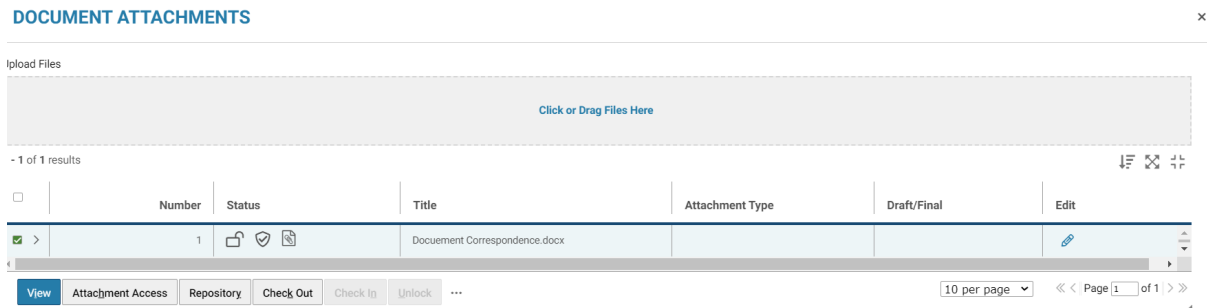 DOCUMENT ATTACHMENTS
Upload Files
Click or Drag Files Here
- 1 of 1 results
Number Status Title Attachment Type Draft/Final Edit
1 Docuement Correspondence.docx
View Attachment Access Repository Check Out Check In Unlock ... 10 per page Page 1 of 1